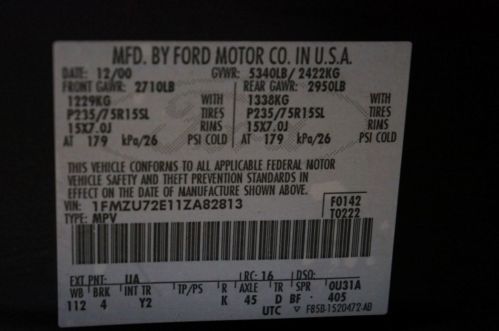 MFD. BY FORD MOTOR CO. IN U.S.A.
DATE: 12/00 GVWR: 5340LB/ 2422KG
FRONT GAWR: 2710LB REAR GAWR: 2950LB
1229KG WITH 1338KG WITH
P235/75R15SL TIRES P235/75R15SL TIRES
15X7.0J RIMS 15X7.0J RIMS
AT 179 kPa/26 PSI COLD AT 179 kPa/26 PSI COLD
THIS VEHICLE CONFORMS TO ALL APPLICABLE FEDERAL MOTOR
VEHICLE SAFETY AND THEFT PREVENTION STANDARDS IN
EFFECT ON THE DATE OF MANUFACTURE SHOWN ABOVE.
VIN: 1FMZU72E11ZA82813 F0142
TYPE: MPV T0222
EXT PNT: UA RC: 16 DSO:
WB BRK INT TR TP/PS R AXLE TR SPR 0U31A
112 4 Y2 K 45 D BF 405
UTC F85B-1520472-AD